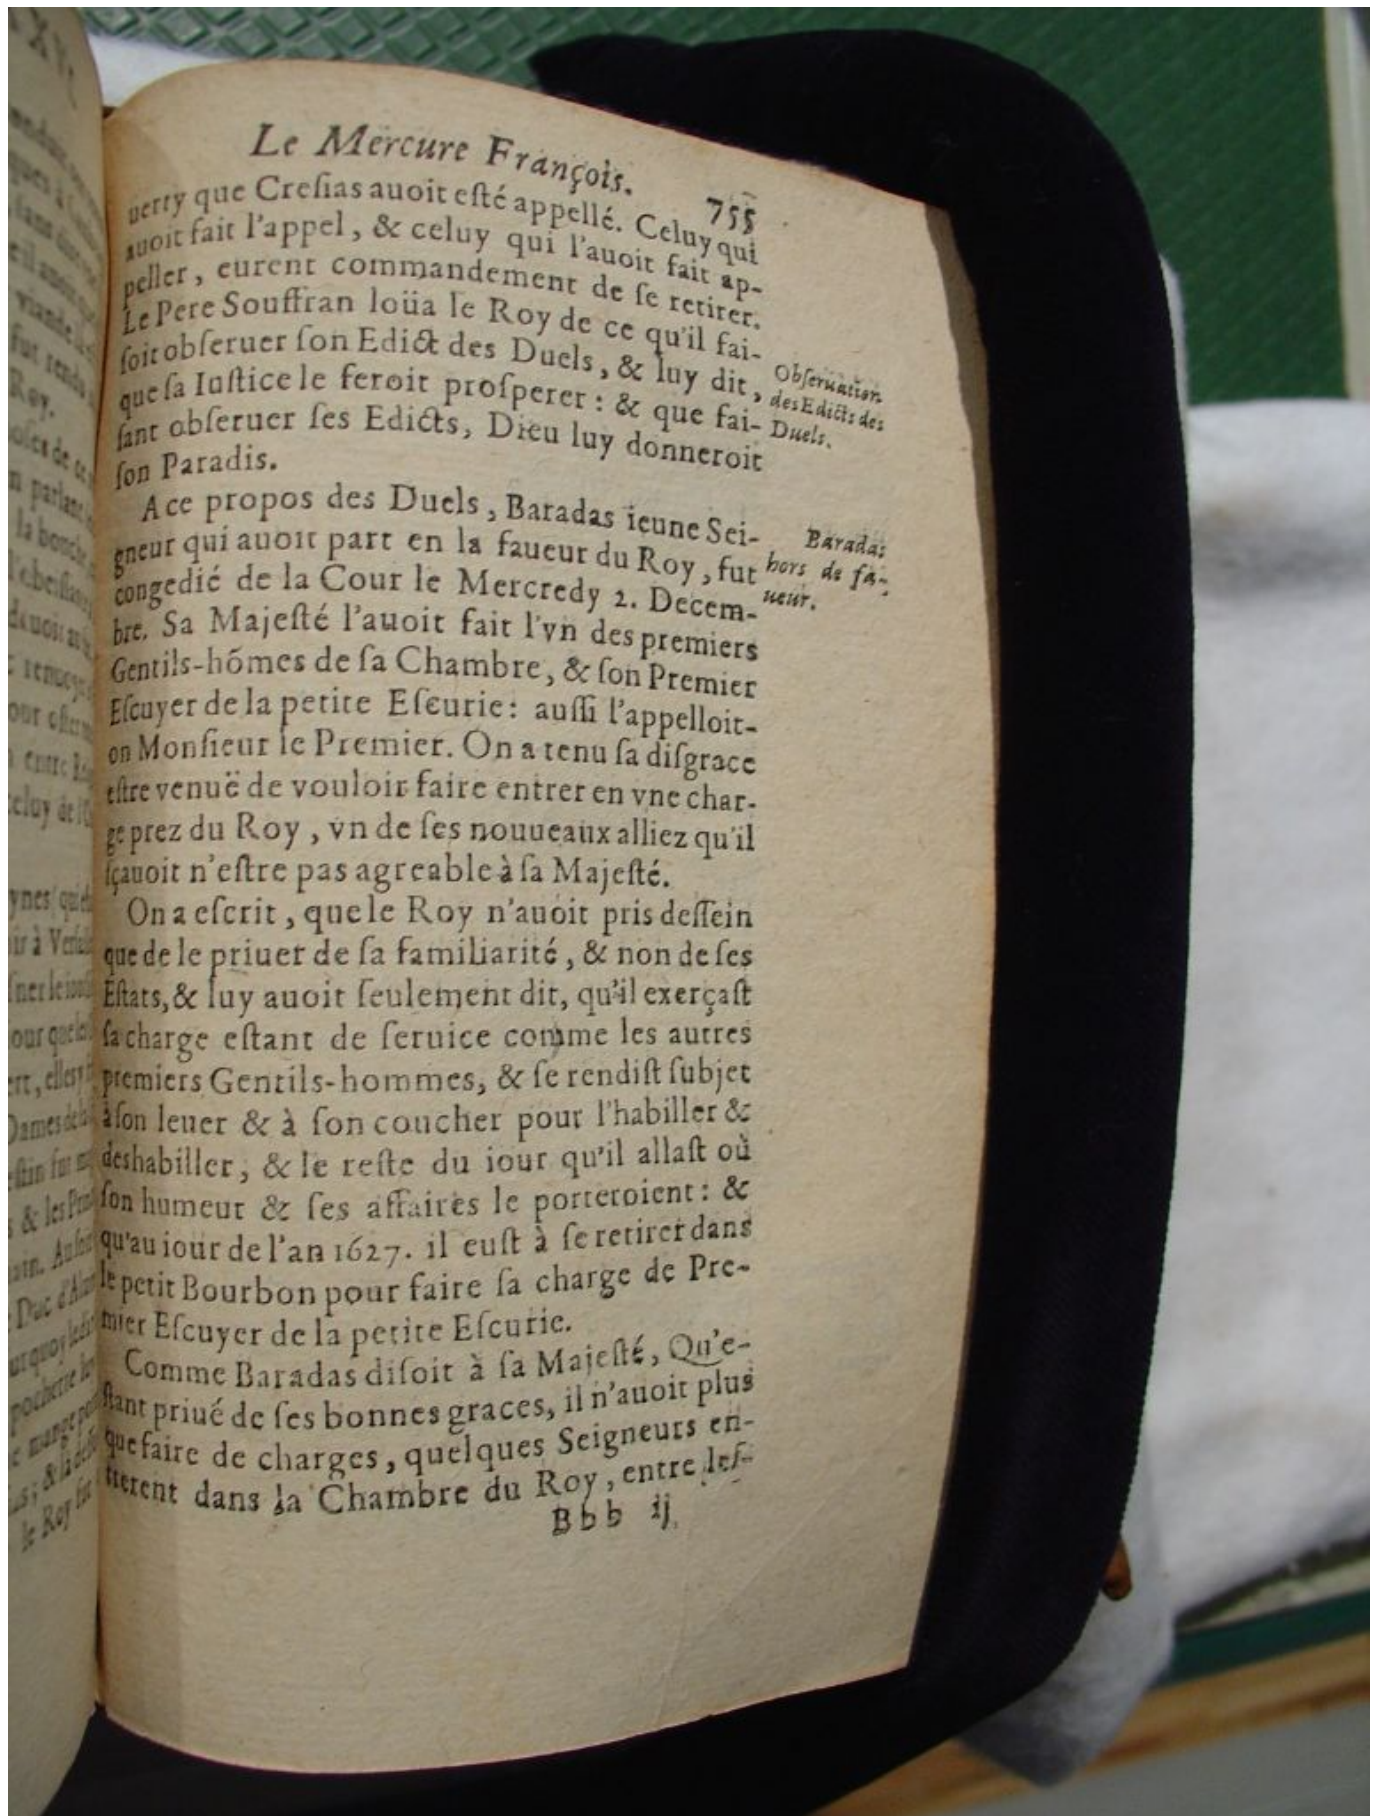 Le Mercure François.
755
uerty que Creſias auoit eſté appellé. Celuy qui
auoit fait l'appel, & celuy qui l'auoit fait ap-
peller, eurent commandement de ſe retirer.
Le Pere Souffran loüa le Roy de ce qu'il fai-
ſoit obſeruer ſon Edict des Duels, & luy dit,
que ſa Iuſtice le feroit proſperer : & que fai-
ſant obſeruer ſes Edicts, Dieu luy donneroit
ſon Paradis.
Obſeruation
des Edicts des
Duels.
A ce propos des Duels, Baradas ieune Sei-
gneur qui auoit part en la faueur du Roy, fut
congedié de la Cour le Mercredy 2. Decem-
bre. Sa Majeſté l'auoit fait l'vn des premiers
Gentils-hómes de ſa Chambre, & ſon Premier
Eſcuyer de la petite Eſcurie : auſſi l'appelloit-
on Monſieur le Premier. On a tenu ſa diſgrace
eſtre venuë de vouloir faire entrer en vne char-
ge prez du Roy, vn de ſes nouueaux alliez qu'il
ſçauoit n'eſtre pas agreable à ſa Majeſté.
Baradas
hors de fa-
ueur.
On a eſcrit, que le Roy n'auoit pris deſſein
que de le priuer de ſa familiarité, & non de ſes
Eſtats, & luy auoit ſeulement dit, qu'il exerçaſt
ſa charge eſtant de ſeruice comme les autres
premiers Gentils-hommes, & ſe rendiſt ſubjet
à ſon leuer & à ſon coucher pour l'habiller &
deshabiller, & le reſte du iour qu'il allaſt où
ſon humeur & ſes affaires le porteroient : &
qu'au iour de l'an 1627. il euſt à ſe retirer dans
le petit Bourbon pour faire ſa charge de Pre-
mier Eſcuyer de la petite Eſcurie.
Comme Baradas diſoit à ſa Majeſté, Qu'e-
ſtant priué de ſes bonnes graces, il n'auoit plus
que faire de charges, quelques Seigneurs en-
trerent dans la Chambre du Roy, entre leſ-
Bbb ij